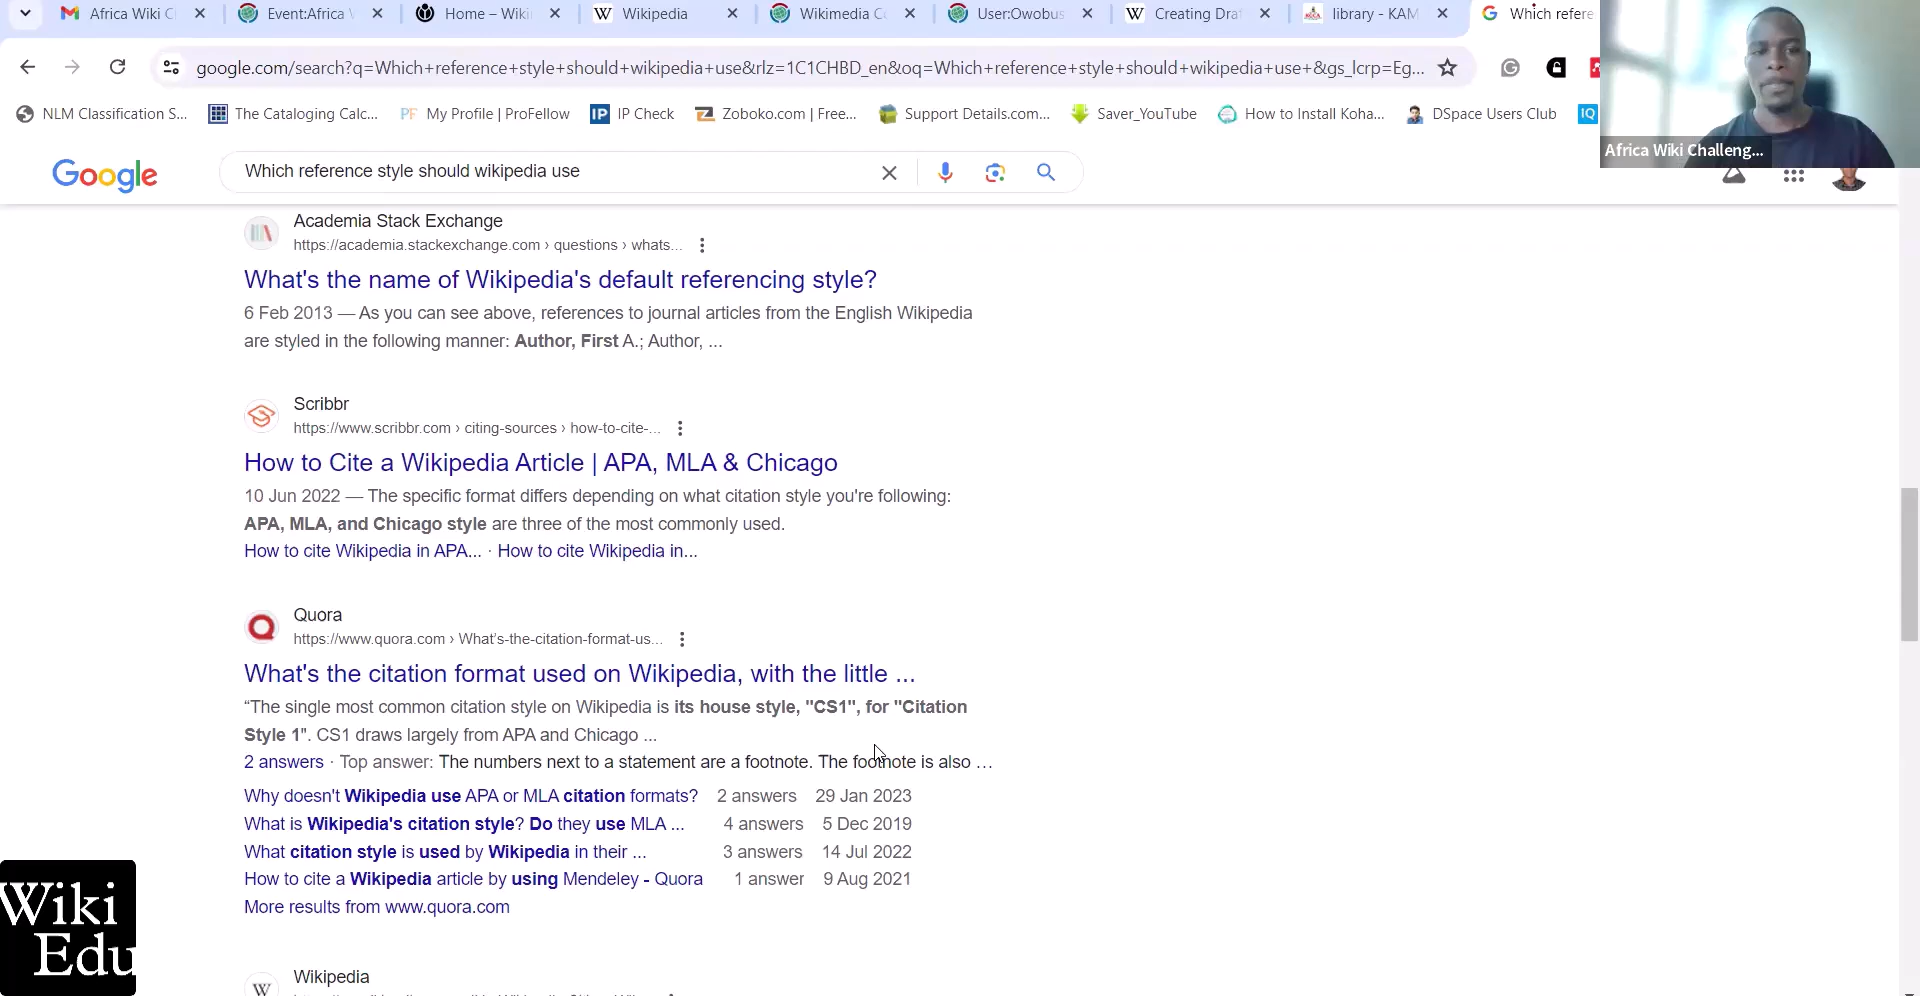 Africa Wiki C
Event:Africa
Home – Wiki
Wikipedia
Wikimedia C
User:Owobus
Creating Dra
library - KAM
Which refere
google.com/search?q=Which+reference+style+should+wikipedia+use&rlz=1C1CHBD_en&oq=Which+reference+style+should+wikipedia+use+&gs_lcrp=Eg...
NLM Classification S...
The Cataloging Calc...
PF My Profile | ProFellow
IP IP Check
Zoboko.com | Free...
Support Details.com...
Saver_YouTube
How to Install Koha...
DSpace Users Club
IQ
Africa Wiki Challeng...
Google
Which reference style should wikipedia use
Academia Stack Exchange
https://academia.stackexchange.com › questions › whats...
What's the name of Wikipedia's default referencing style?
6 Feb 2013 — As you can see above, references to journal articles from the English Wikipedia
are styled in the following manner: Author, First A.; Author, ...
Scribbr
https://www.scribbr.com › citing-sources › how-to-cite-...
How to Cite a Wikipedia Article | APA, MLA & Chicago
10 Jun 2022 — The specific format differs depending on what citation style you're following:
APA, MLA, and Chicago style are three of the most commonly used.
How to cite Wikipedia in APA... · How to cite Wikipedia in...
Quora
https://www.quora.com › What's-the-citation-format-us...
What's the citation format used on Wikipedia, with the little ...
“The single most common citation style on Wikipedia is its house style, "CS1", for "Citation
Style 1". CS1 draws largely from APA and Chicago ...
2 answers · Top answer: The numbers next to a statement are a footnote. The footnote is also ...
Why doesn't Wikipedia use APA or MLA citation formats? 2 answers 29 Jan 2023
What is Wikipedia's citation style? Do they use MLA ... 4 answers 5 Dec 2019
What citation style is used by Wikipedia in their ... 3 answers 14 Jul 2022
How to cite a Wikipedia article by using Mendeley - Quora 1 answer 9 Aug 2021
More results from www.quora.com
Wiki
Edu
Wikipedia